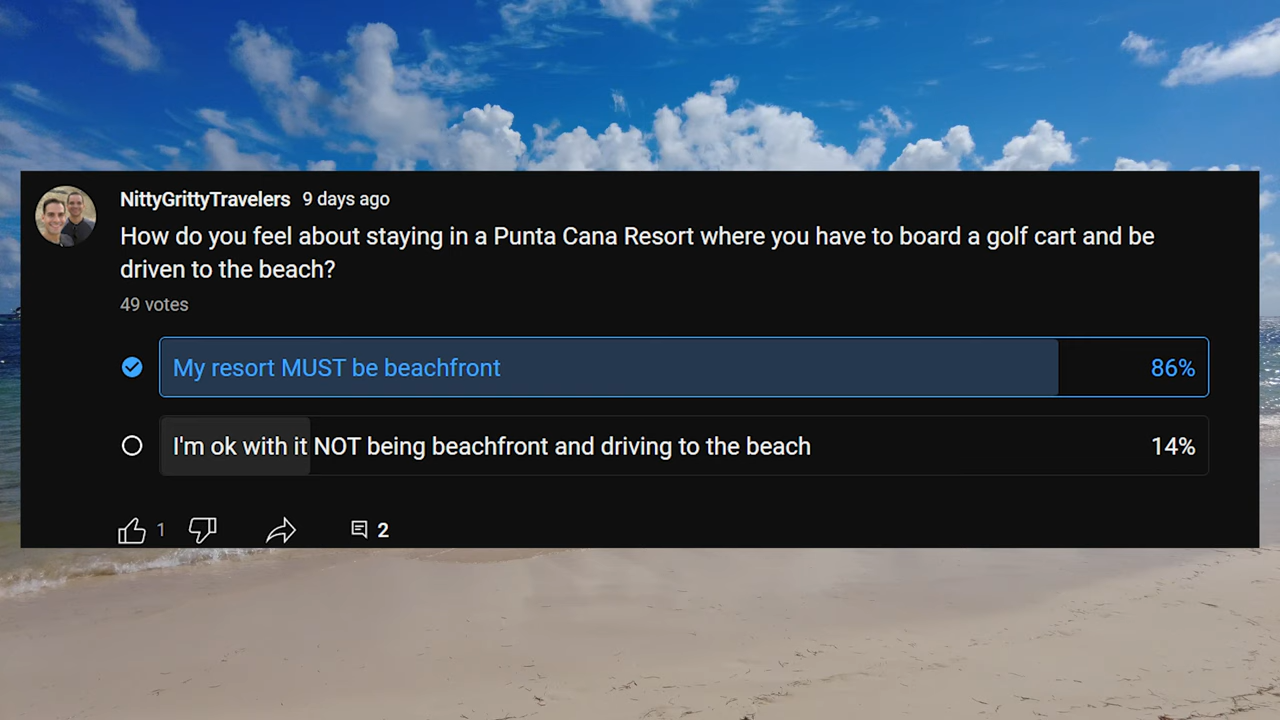 NittyGrittyTravelers 9 days ago
How do you feel about staying in a Punta Cana Resort where you have to board a golf cart and be
driven to the beach?
49 votes
My resort MUST be beachfront 86%
I'm ok with it NOT being beachfront and driving to the beach 14%
1 2